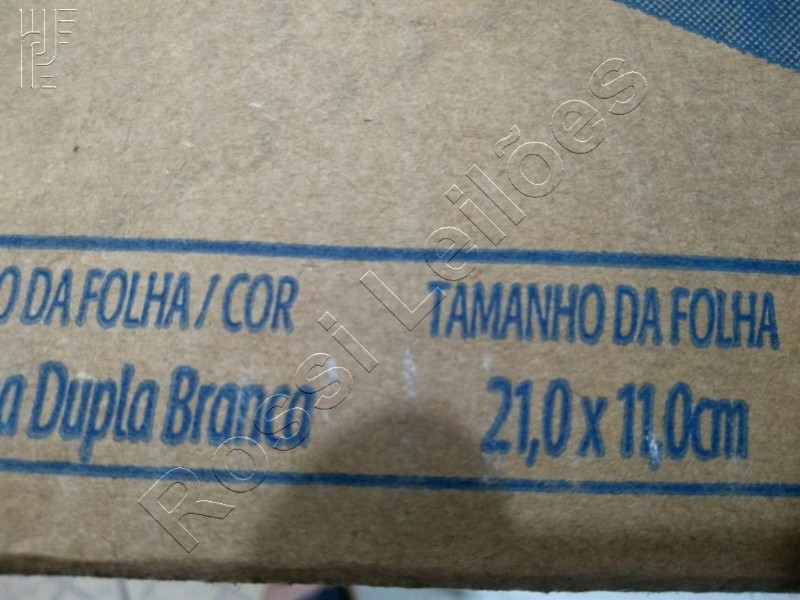 O DA FOLHA / COR
TAMANHO DA FOLHA
a Dupla Branca
21,0 x 11,0cm
Rossi Leilões